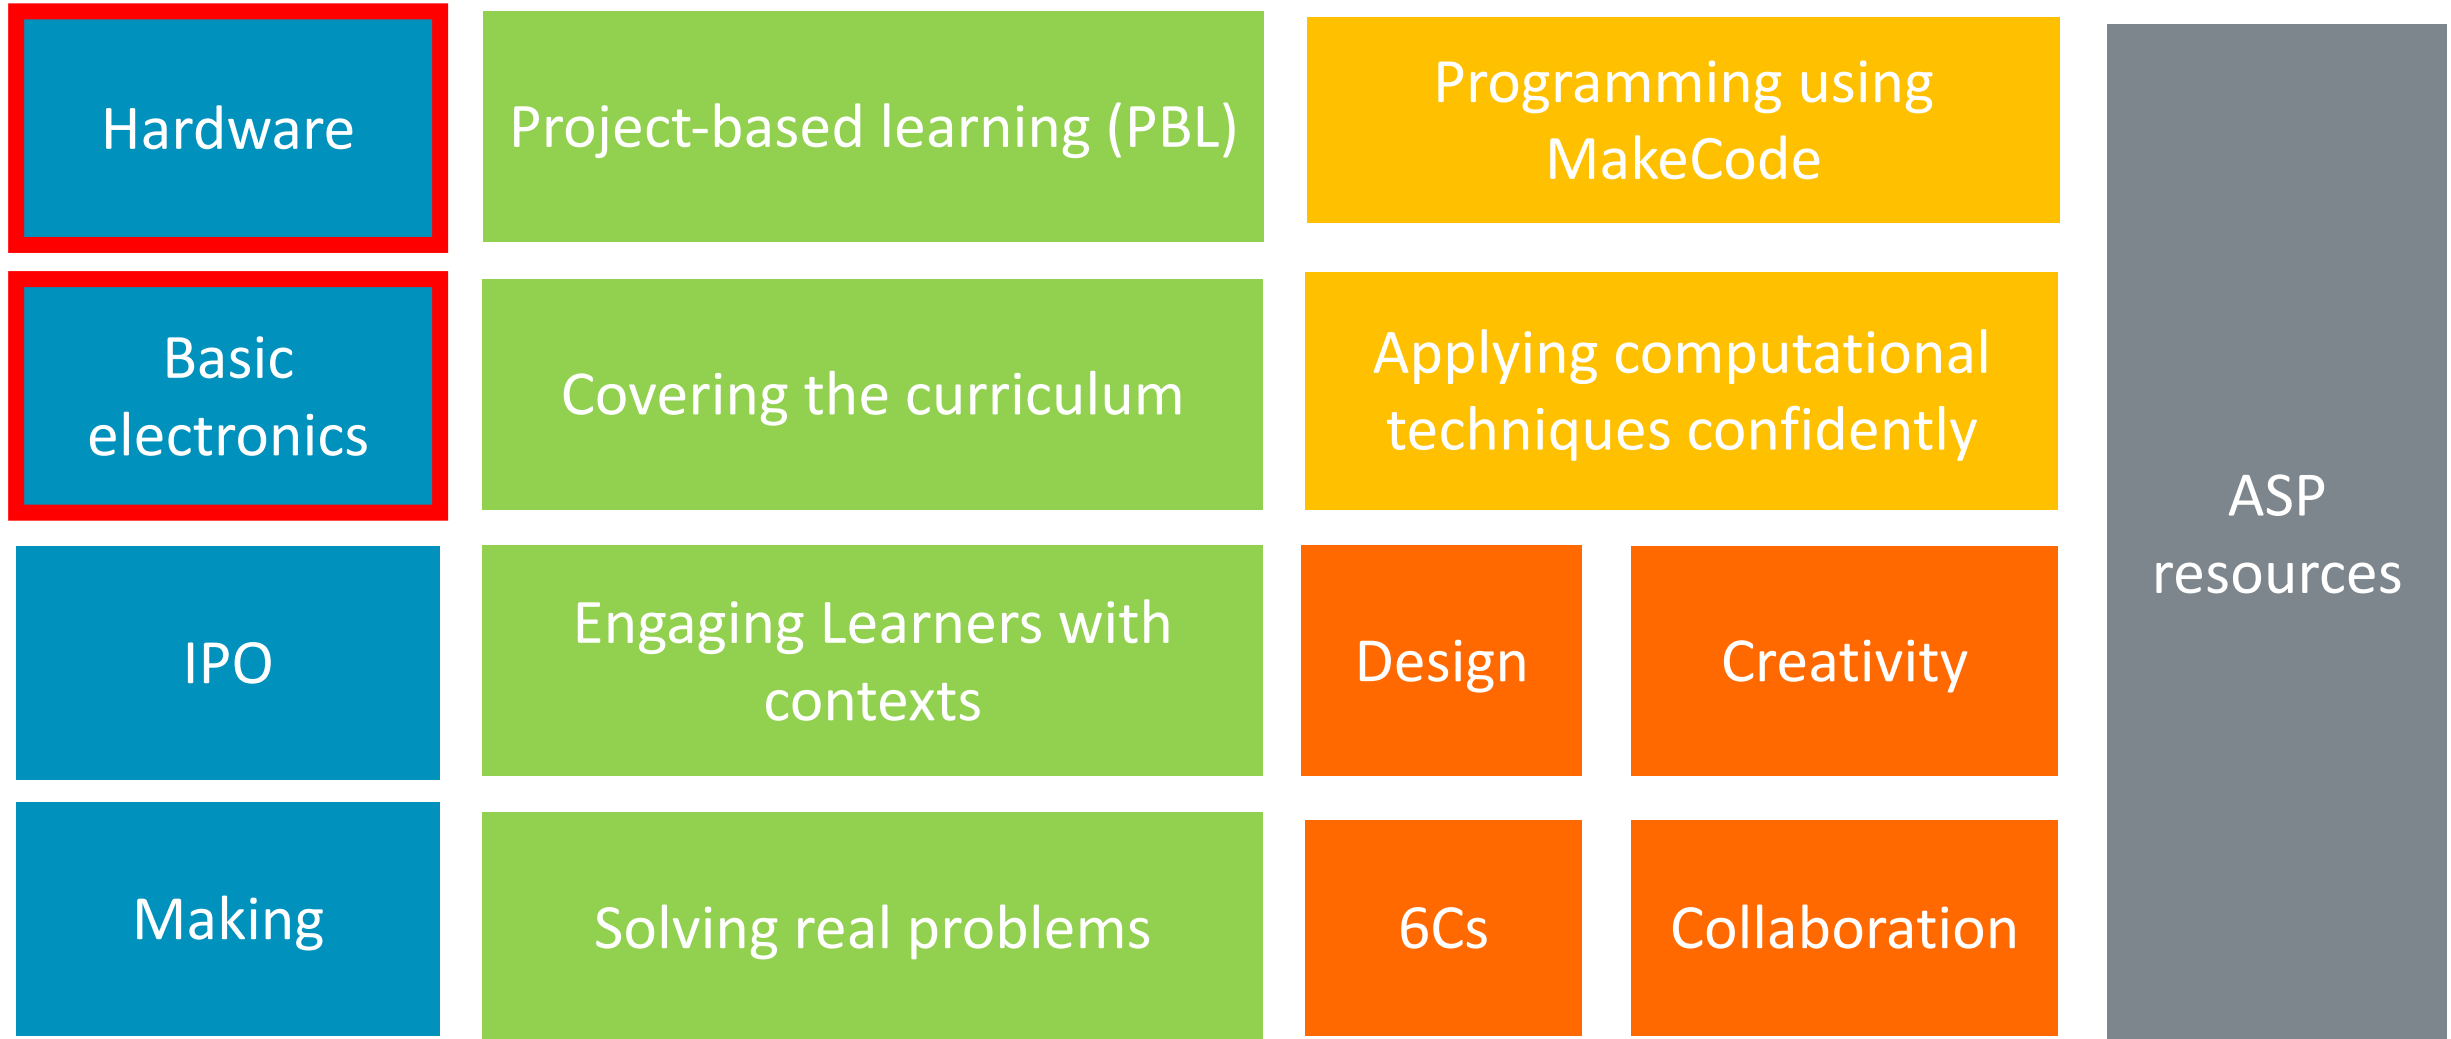 Hardware
Project-based learning (PBL)
Programming using
MakeCode
Basic
electronics
Covering the curriculum
Applying computational
techniques confidently
ASP
resources
IPO
Engaging Learners with
contexts
Design
Creativity
Making
Solving real problems
6Cs
Collaboration